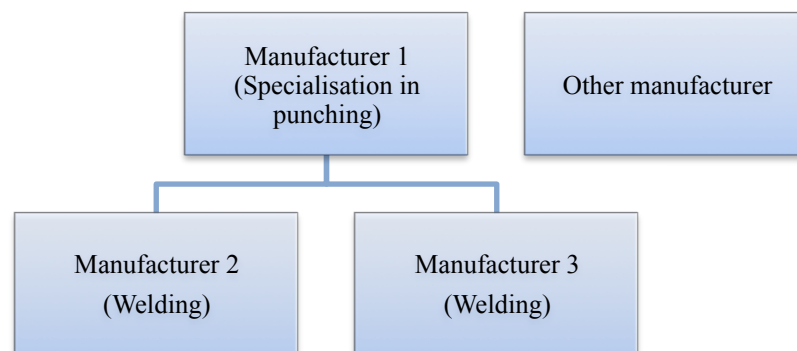 Manufacturer 1
(Specialisation in
punching)
Other manufacturer
Manufacturer 2
(Welding)
Manufacturer 3
(Welding)